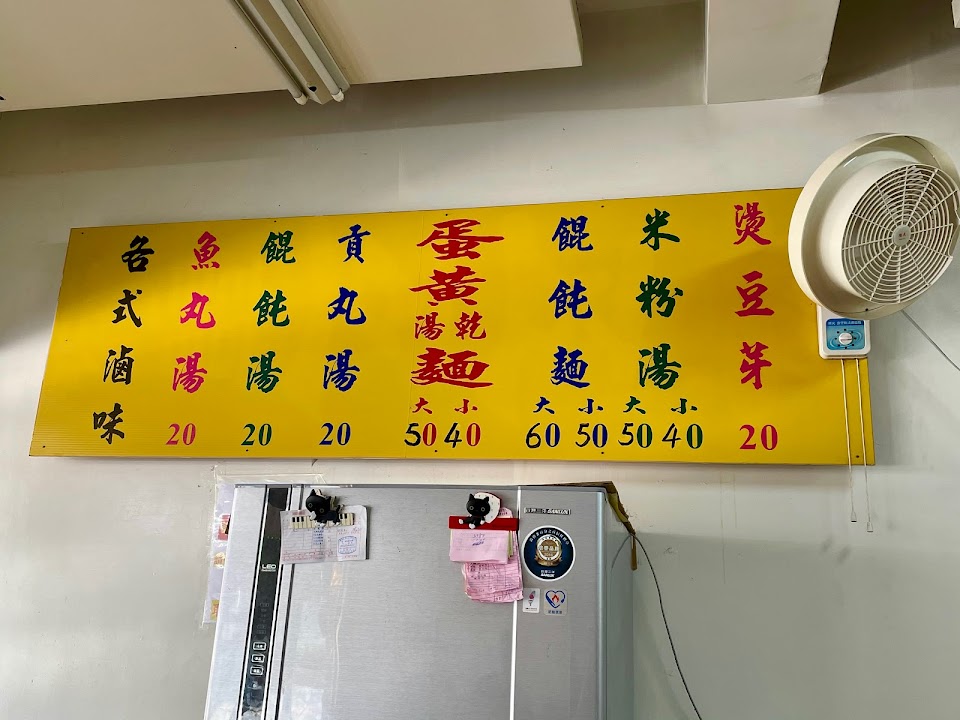 燙豆芽 20
米粉湯 大50 小40
餛飩麵 大60 小50
蛋黃湯乾麵 大50 小40
貢丸湯 20
餛飩湯 20
魚丸湯 20
各式滷味
LED